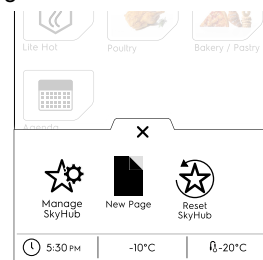 Lite Hot
Poultry
Bakery / Pastry
Agenda
Manage
SkyHub
New Page
Reset
SkyHub
5:30 PM
-10°C
-20°C